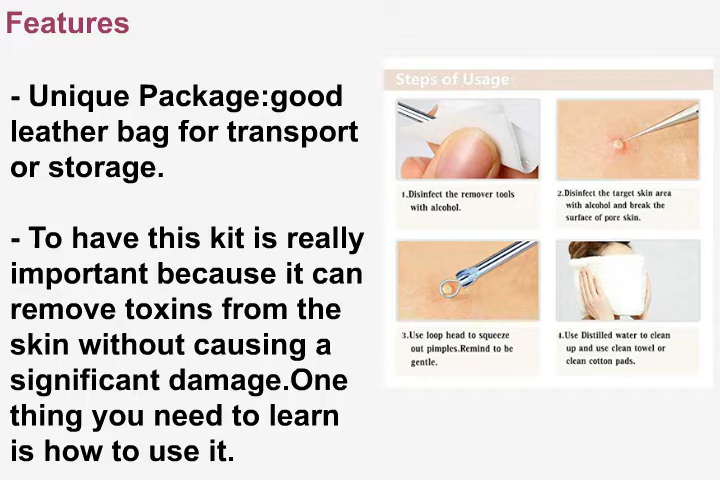 Features
- Unique Package:good
leather bag for transport
or storage.
- To have this kit is really
important because it can
remove toxins from the
skin without causing a
significant damage.One
thing you need to learn
is how to use it.
Steps of Usage
1.Disinfect the remover tools
with alcohol.
2.Disinfect the target skin area
with alcohol and break the
surface of pore skin.
3.Use loop head to squeeze
out pimples.Remind to be
gentle.
4.Use Distilled water to clean
up and use clean towel or
clean cotton pads.